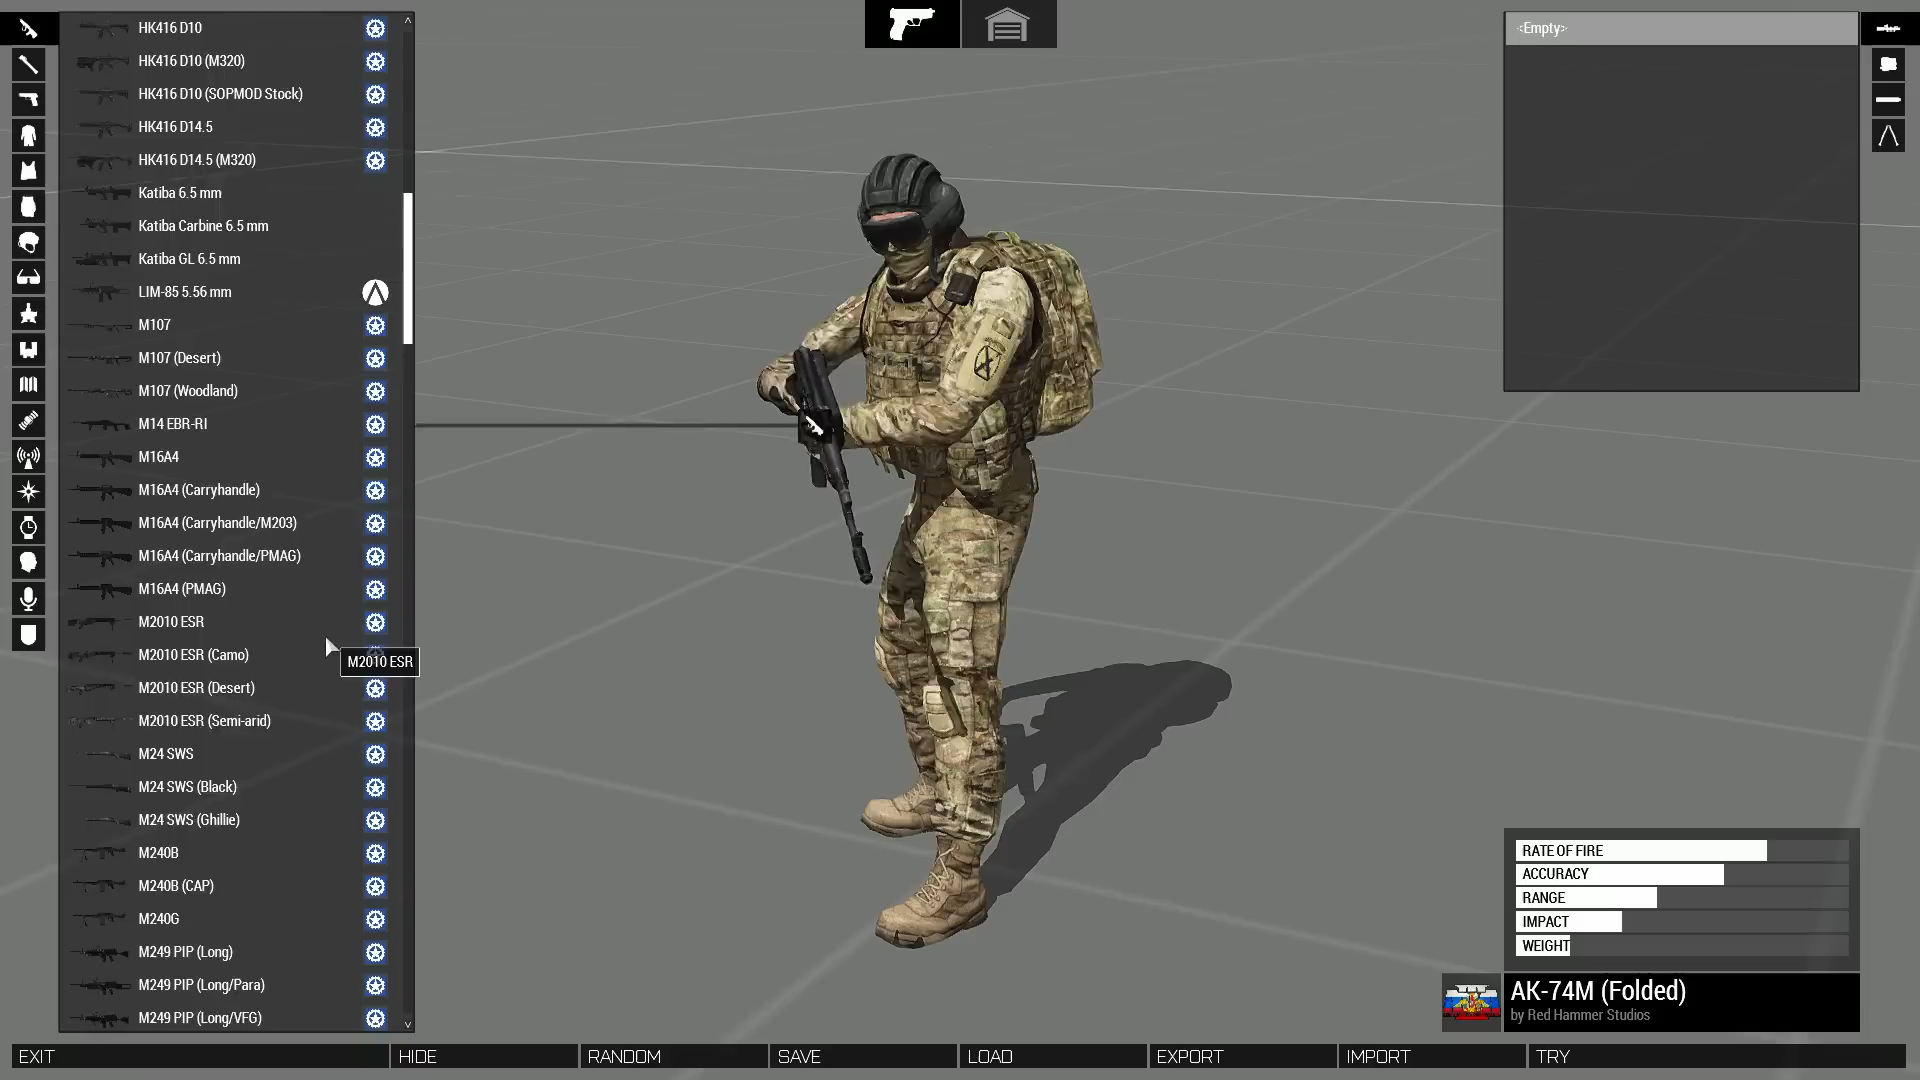 HK416 D10
HK416 D10 (M320)
HK416 D10 (SOPMOD Stock)
HK416 D14.5
HK416 D14.5 (M320)
Katiba 6.5 mm
Katiba Carbine 6.5 mm
Katiba GL 6.5 mm
LIM-85 5.56 mm
M107
M107 (Desert)
M107 (Woodland)
M14 EBR-RI
M16A4
M16A4 (Carryhandle)
M16A4 (Carryhandle/M203)
M16A4 (Carryhandle/PMAG)
M16A4 (PMAG)
M2010 ESR
M2010 ESR (Camo)
M2010 ESR
M2010 ESR (Desert)
M2010 ESR (Semi-arid)
M24 SWS
M24 SWS (Black)
M24 SWS (Ghillie)
M240B
M240B (CAP)
M240G
M249 PIP (Long)
M249 PIP (Long/Para)
M249 PIP (Long/VFG)
<Empty>
RATE OF FIRE
ACCURACY
RANGE
IMPACT
WEIGHT
AK-74M (Folded)
by Red Hammer Studios
EXIT
HIDE
RANDOM
SAVE
LOAD
EXPORT
IMPORT
TRY